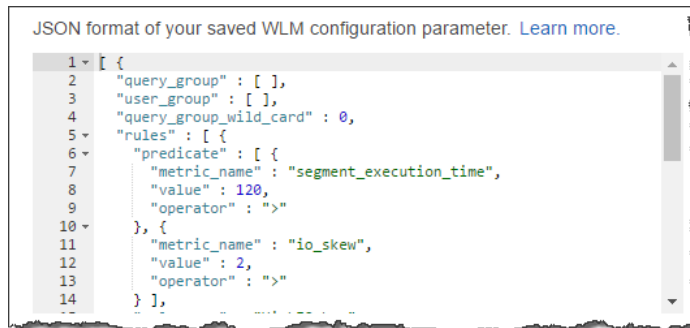 JSON format of your saved WLM configuration parameter. Learn more.
1 [ {
2 "query_group" : [ ],
3 "user_group" : [ ],
4 "query_group_wild_card" : 0,
5 "rules" : [ {
6 "predicate" : [ {
7 "metric_name" : "segment_execution_time",
8 "value" : 120,
9 "operator" : ">"
10 }, {
11 "metric_name" : "io_skew",
12 "value" : 2,
13 "operator" : ">"
14 } ],